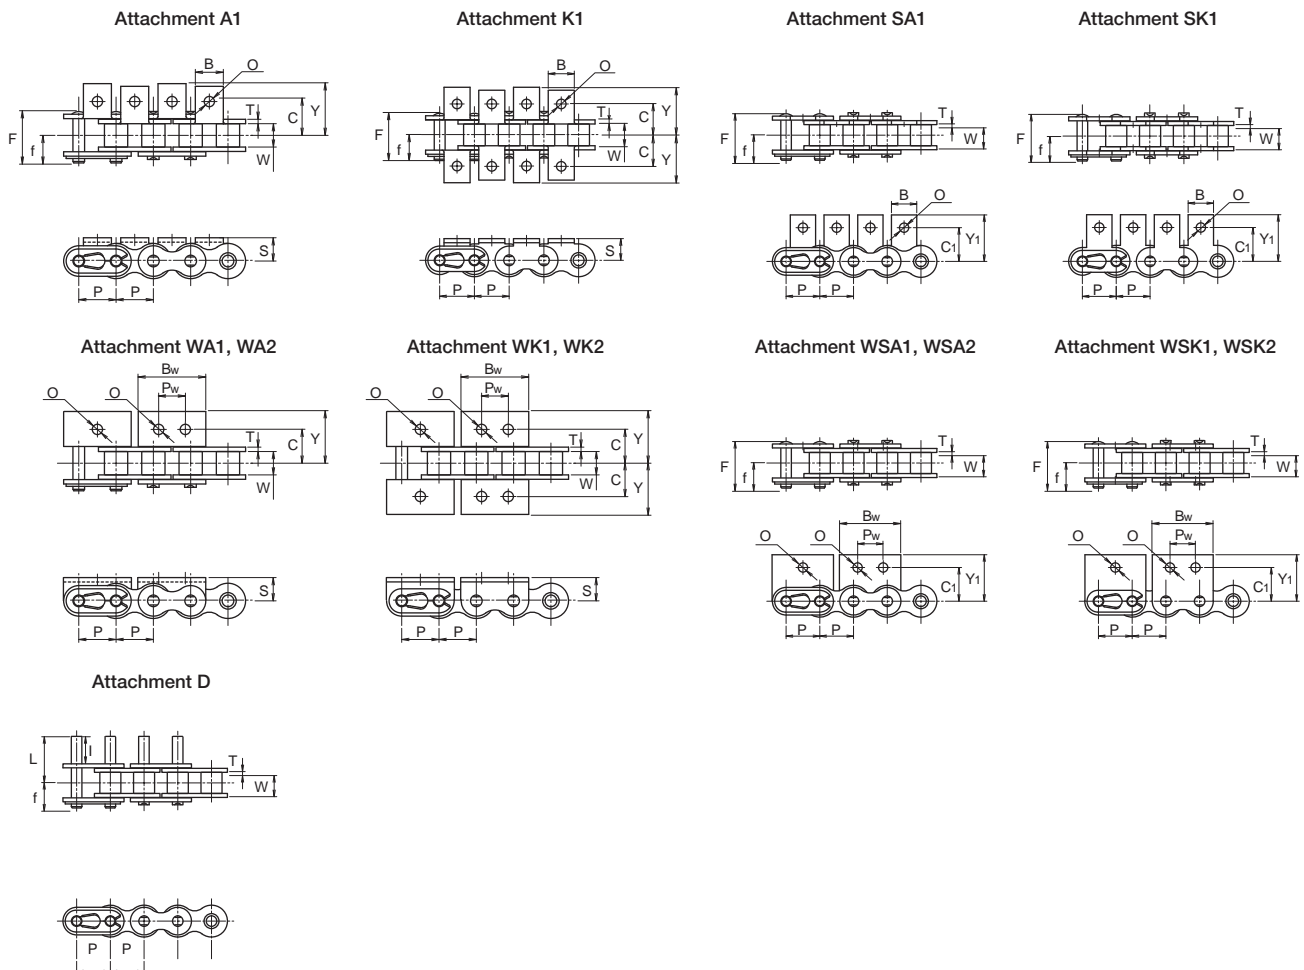 Attachment A1
Attachment K1
Attachment SA1
Attachment SK1
B O
T
Y
C
F
f
W
S
P P
B O
T
Y
C
F
f
W
C
Y
S
P P
T
F
f
W
B O
C1
Y1
P P
T
F
f
W
B O
C1
Y1
P P
Attachment WA1, WA2
Attachment WK1, WK2
Attachment WSA1, WSA2
Attachment WSK1, WSK2
Bw
Pw
O O
T
C
Y
W
S
P P
Bw
Pw
O O
T
C
Y
W
C
Y
S
P P
T
F
f
W
Bw
Pw
O O
C1
Y1
P P
T
F
f
W
Bw
Pw
O O
C1
Y1
P P
Attachment D
L
l
T
f
W
P P